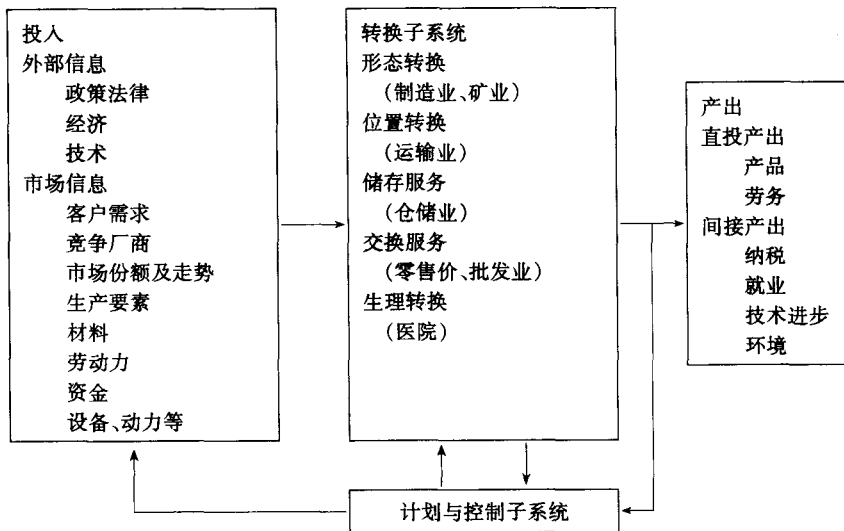 投入
外部信息
政策法律
经济
技术
市场信息
客户需求
竞争厂商
市场份额及走势
生产要素
材料
劳动力
资金
设备、动力等
转换子系统
形态转换
(制造业、矿业)
位置转换
(运输业)
储存服务
(仓储业)
交换服务
(零售价、批发业)
生理转换
(医院)
产出
直投产出
产品
劳务
间接产出
纳税
就业
技术进步
环境
计划与控制子系统